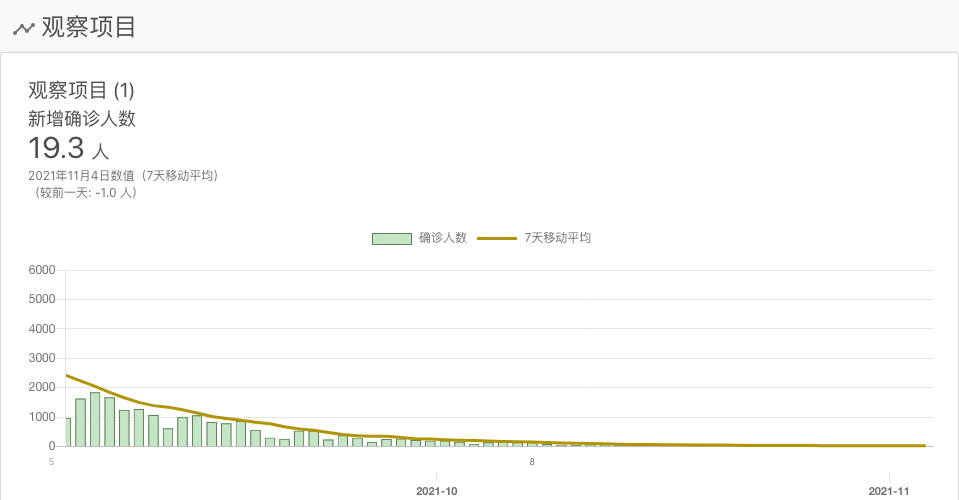 观察项目
观察项目 (1)
新增确诊人数
19.3 人
2021年11月4日数值（7天移动平均）
（较前一天: -1.0 人）
确诊人数 7天移动平均
6000
5000
4000
3000
2000
1000
0
5 8
2021-10 2021-11